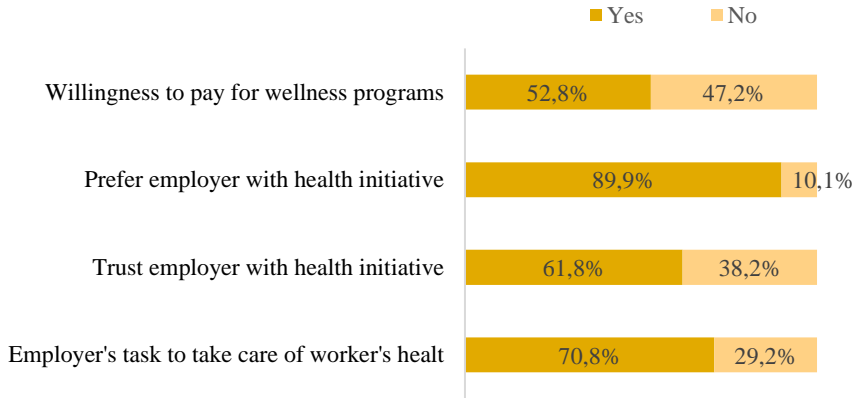 Yes No
Willingness to pay for wellness programs 52,8% 47,2%
Prefer employer with health initiative 89,9% 10,1%
Trust employer with health initiative 61,8% 38,2%
Employer's task to take care of worker's healt 70,8% 29,2%